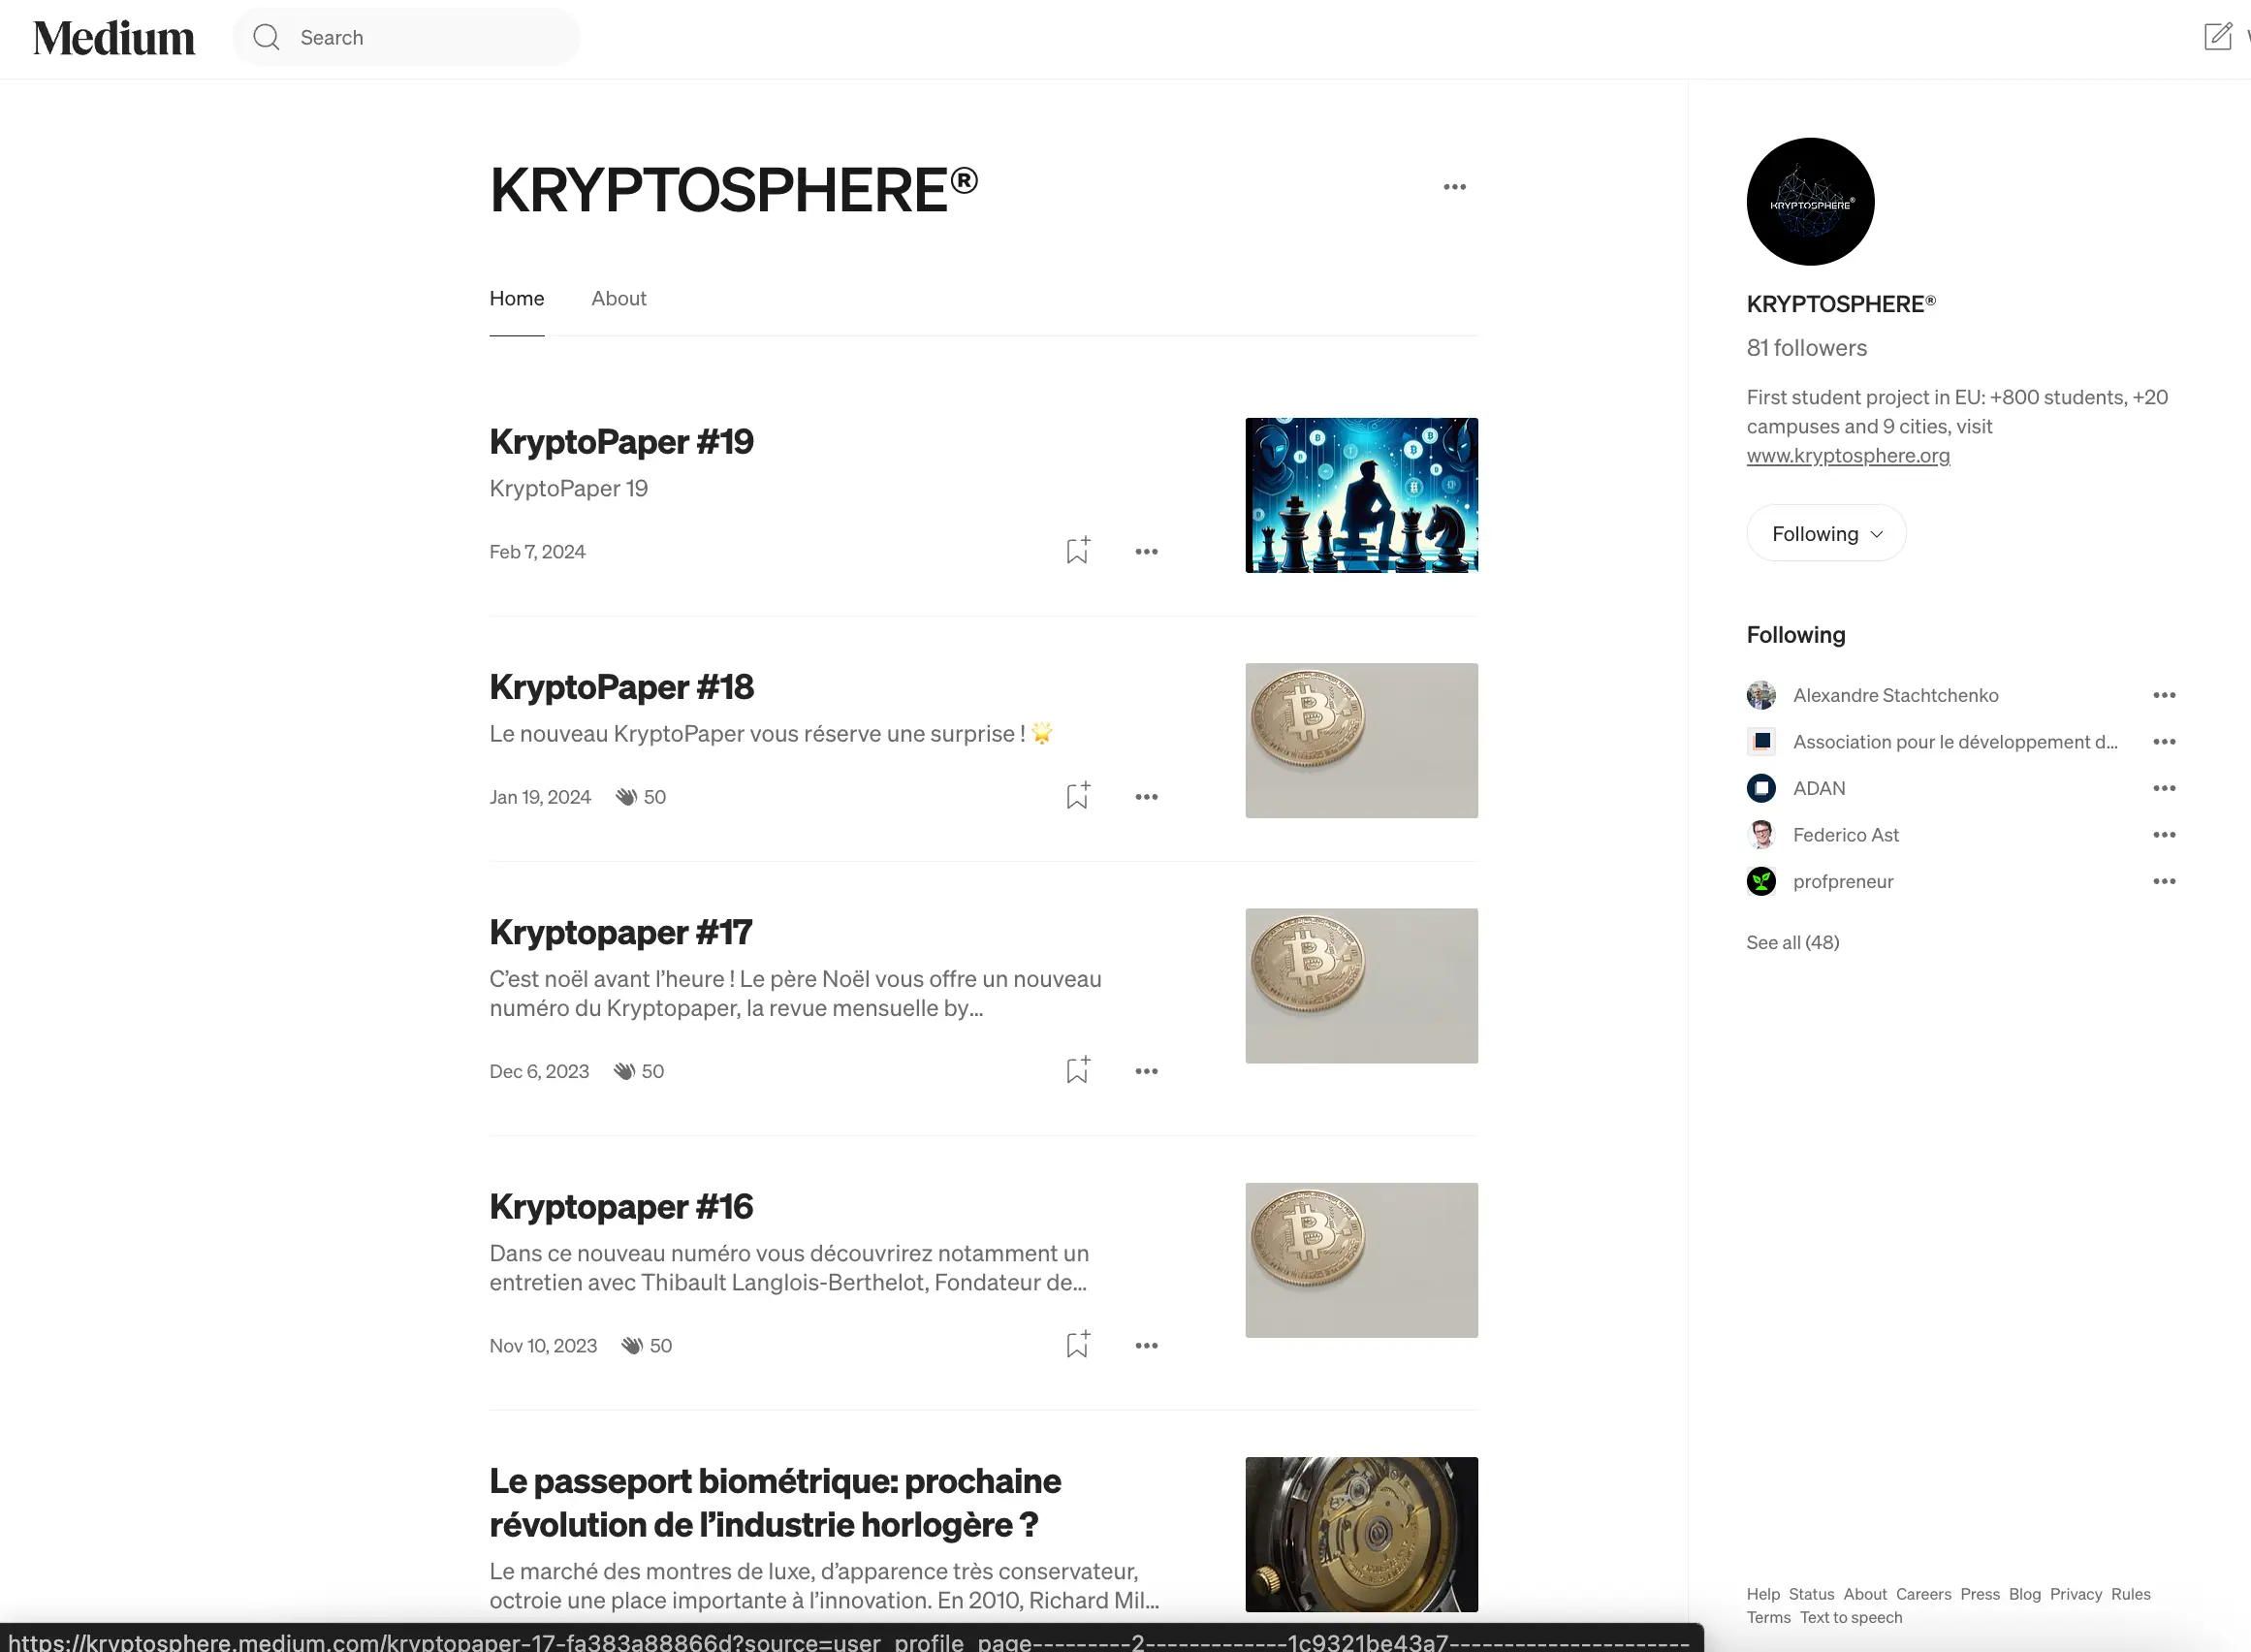 Medium
Search
KRYPTOSPHERE®
Home About
KryptoPaper #19
KryptoPaper 19
Feb 7, 2024
KryptoPaper #18
Le nouveau KryptoPaper vous réserve une surprise ! 🌟
Jan 19, 2024 50
Kryptopaper #17
C’est noël avant l’heure ! Le père Noël vous offre un nouveau
numéro du Kryptopaper, la revue mensuelle by…
Dec 6, 2023 50
Kryptopaper #16
Dans ce nouveau numéro vous découvrirez notamment un
entretien avec Thibault Langlois-Berthelot, Fondateur de…
Nov 10, 2023 50
Le passeport biométrique: prochaine
révolution de l’industrie horlogère ?
Le marché des montres de luxe, d’apparence très conservateur,
octroie une place importante à l’innovation. En 2010, Richard Mil…
KRYPTOSPHERE®
KRYPTOSPHERE®
81 followers
First student project in EU: +800 students, +20
campuses and 9 cities, visit
www.kryptosphere.org
Following
Following
Alexandre Stachtchenko
Association pour le développement d…
ADAN
Federico Ast
profpreneur
See all (48)
Help Status About Careers Press Blog Privacy Rules
Terms Text to speech
https://kryptosphere.medium.com/kryptopaper-17-fa383a88866d?source=user_profile_page---------2-------------1c9321be43a7----------------------